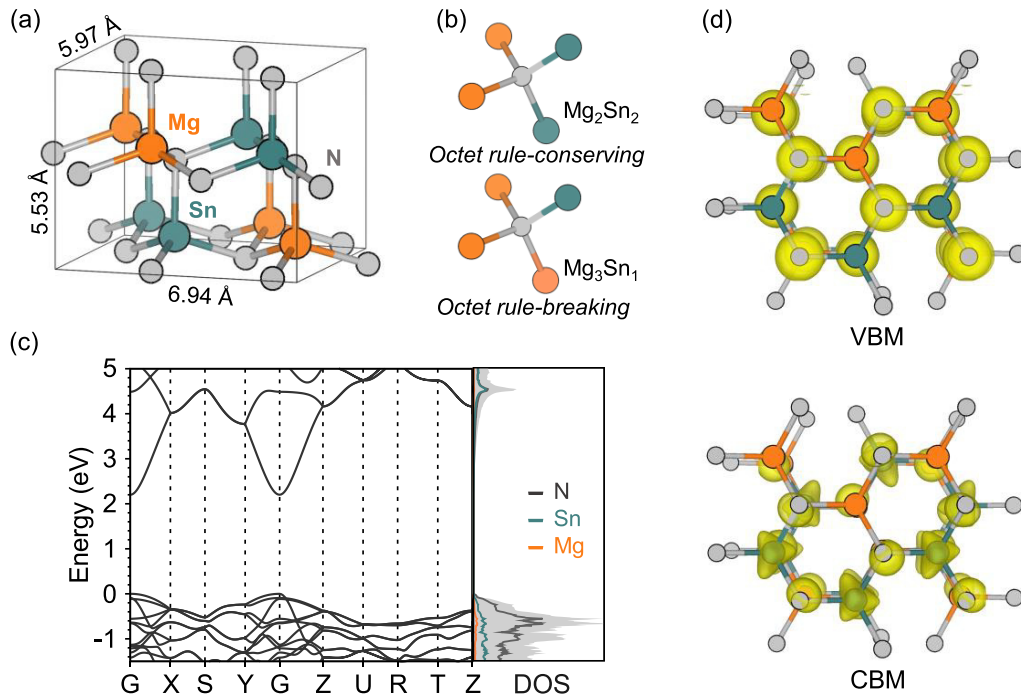 (a)
5.97 Å
Mg
N
Sn
5.53 Å
6.94 Å
(b)
Mg₂Sn₂
Octet rule-conserving
Mg₃Sn₁
Octet rule-breaking
(c)
5
4
3
2
1
0
-1
Energy (eV)
N
Sn
Mg
G X S Y G Z U R T Z DOS
(d)
VBM
CBM